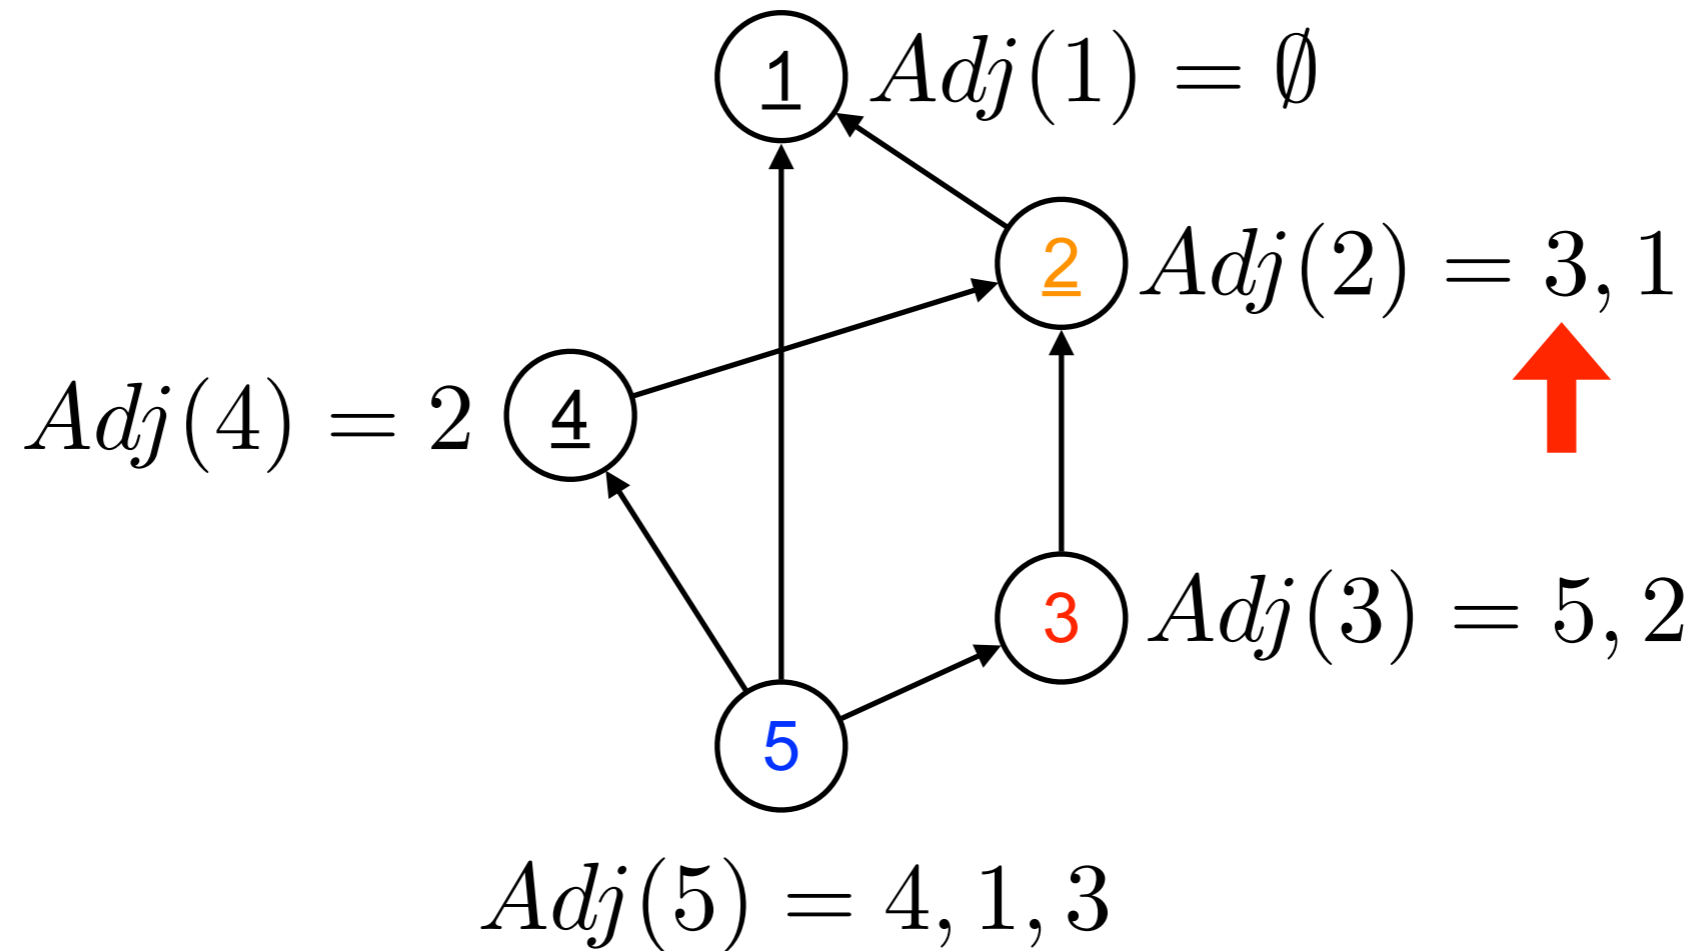 1 Adj(1) = ∅
2 Adj(2) = 3, 1
Adj(4) = 2 4
3 Adj(3) = 5, 2
5
Adj(5) = 4, 1, 3